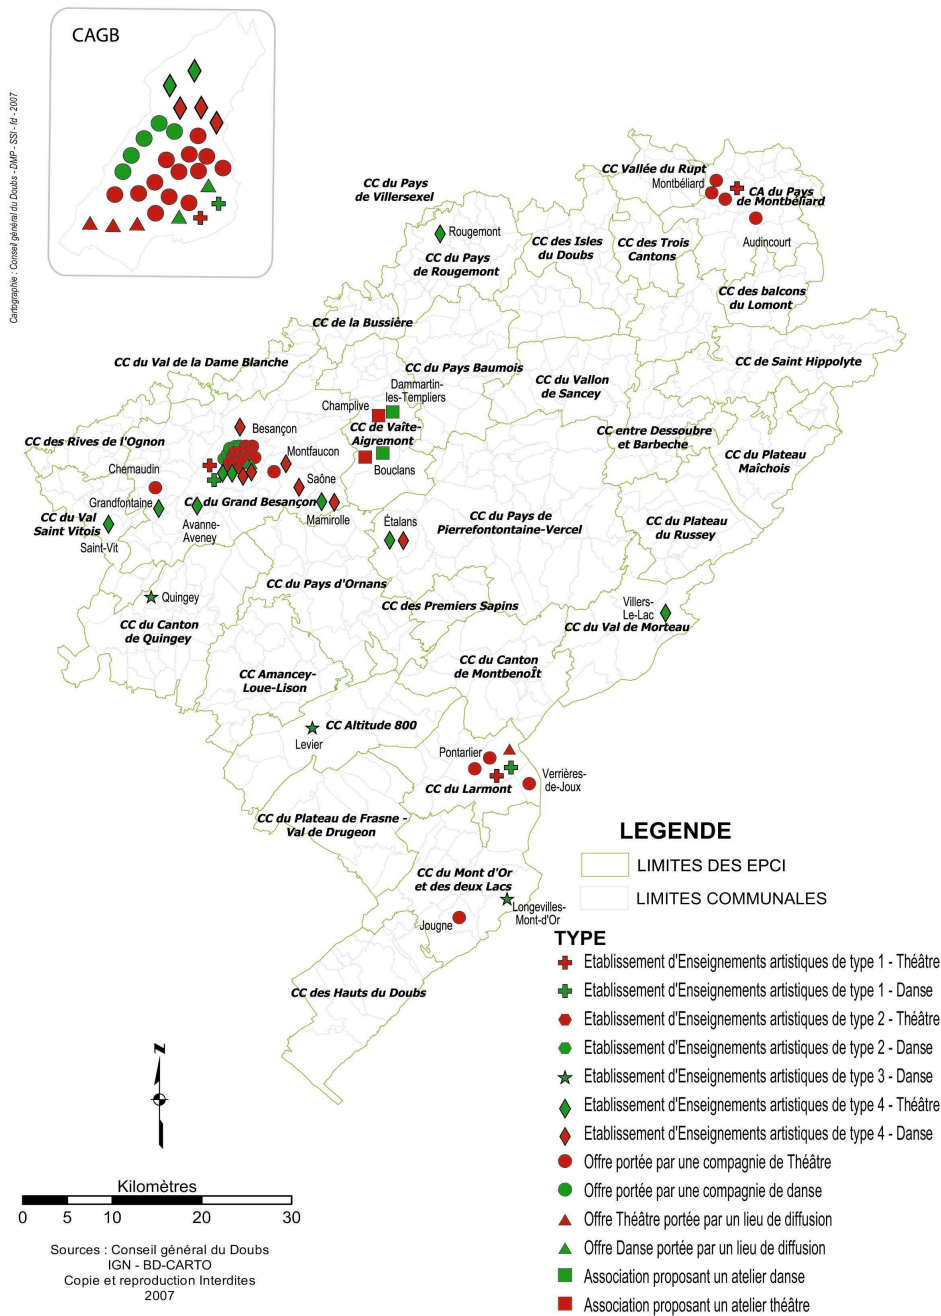 CAGB
Cartographie : Conseil général du Doubs - DMP - SSI - fd - 2007
CC du Pays
de Villersexel
CC Vallée du Rupt
Montbéliard
CA du Pays
de Montbéliard
Audincourt
Rougemont
CC du Pays
de Rougemont
CC des Isles
du Doubs
CC des Trois
Cantons
CC des balcons
du Lomont
CC de la Bussière
CC du Val de la Dame Blanche
CC du Pays Baumois
CC de Saint Hippolyte
Dammartin-
les-Templiers
CC du Vallon
de Sancey
Champlive
CC de Vaîte-
Aigremont
Bouclans
CC des Rives de l'Ognon
Besançon
Montfaucon
CC entre Dessoubre
et Barbeche
CC du Plateau
Maîchois
Chemaudin
Saône
Grandfontaine
CC du Grand Besançon
Mamirolle
CC du Val
Saint Vitois
Saint-Vit
Avanne-
Aveney
Étalans
CC du Pays de
Pierrefontontaine-Vercel
CC du Plateau
du Russey
CC du Pays d'Ornans
Quingey
CC du Canton
de Quingey
CC des Premiers Sapins
Villers-
Le-Lac
CC du Val de Morteau
CC Amancey-
Loue-Lison
CC du Canton
de MontbenoÎt
CC Altitude 800
Levier
Pontarlier
Verrières-
de-Joux
CC du Larmont
CC du Plateau de Frasne -
Val de Drugeon
CC du Mont d'Or
et des deux Lacs
Longevilles-
Mont-d'Or
Jougne
CC des Hauts du Doubs
LEGENDE
LIMITES DES EPCI
LIMITES COMMUNALES
TYPE
Etablissement d'Enseignements artistiques de type 1 - Théâtre
Etablissement d'Enseignements artistiques de type 1 - Danse
Etablissement d'Enseignements artistiques de type 2 - Théâtre
Etablissement d'Enseignements artistiques de type 2 - Danse
Etablissement d'Enseignements artistiques de type 3 - Danse
Etablissement d'Enseignements artistiques de type 4 - Théâtre
Etablissement d'Enseignements artistiques de type 4 - Danse
Offre portée par une compagnie de Théâtre
Offre portée par une compagnie de danse
Offre Théâtre portée par un lieu de diffusion
Offre Danse portée par un lieu de diffusion
Association proposant un atelier danse
Association proposant un atelier théâtre
N
Kilomètres
0 5 10 20 30
Sources : Conseil général du Doubs
IGN - BD-CARTO
Copie et reproduction Interdites
2007